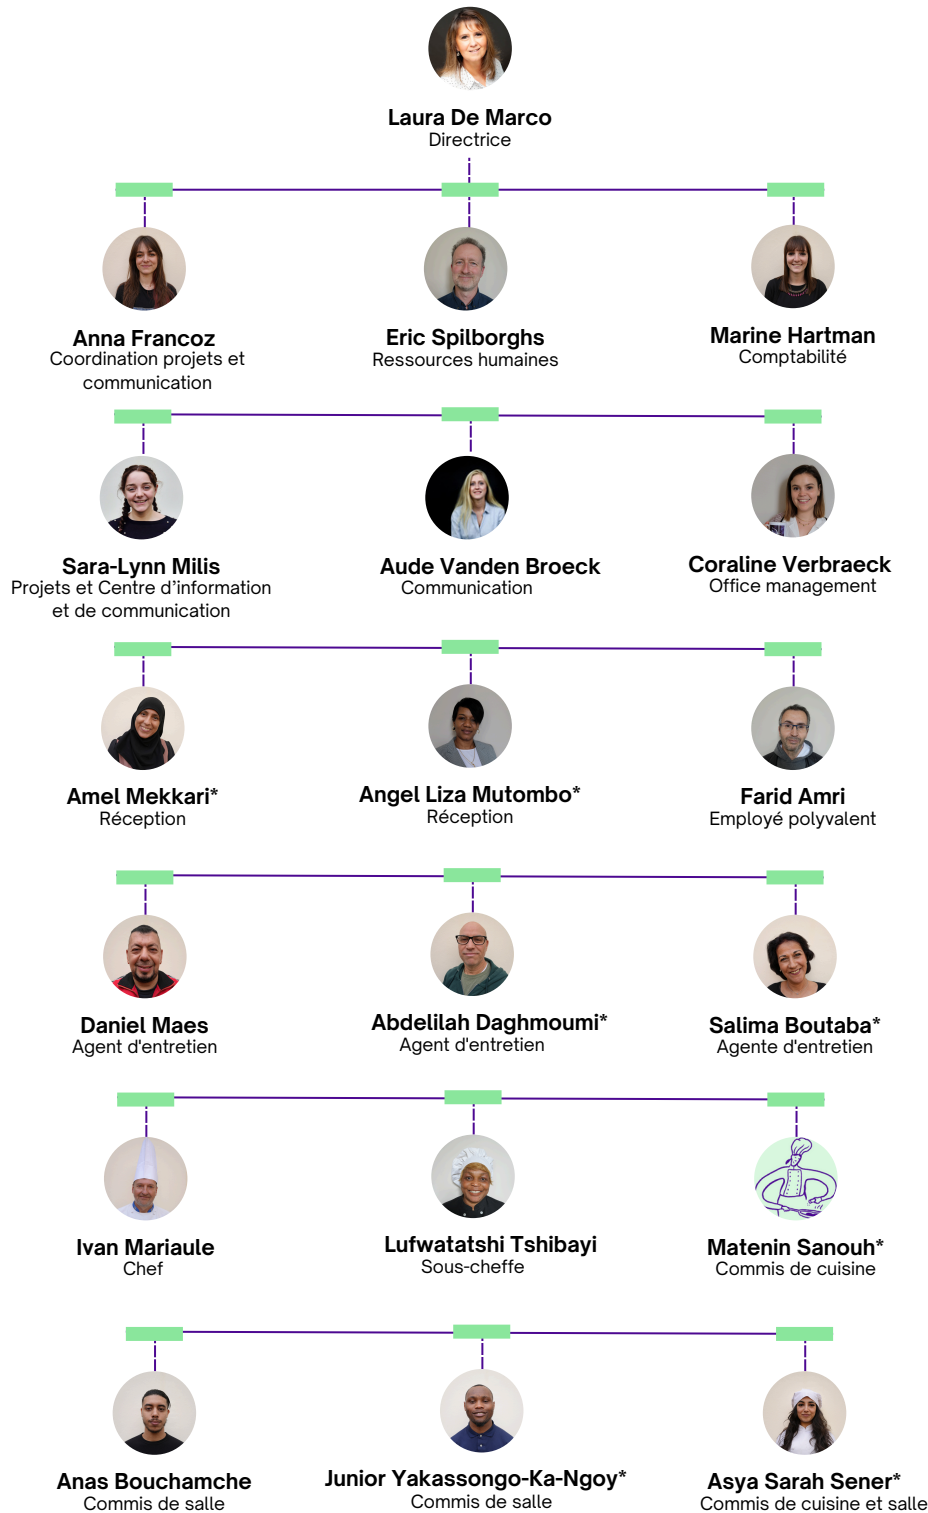 Laura De Marco
Directrice
Anna Francoz
Coordination projets et
communication
Eric Spilborghs
Ressources humaines
Marine Hartman
Comptabilité
Sara-Lynn Milis
Projets et Centre d'information
et de communication
Aude Vanden Broeck
Communication
Coraline Verbraeck
Office management
Amel Mekkari*
Réception
Angel Liza Mutombo*
Réception
Farid Amri
Employé polyvalent
Daniel Maes
Agent d'entretien
Abdelilah Daghmoumi*
Agent d'entretien
Salima Boutaba*
Agente d'entretien
Ivan Mariaule
Chef
Lufwatatshi Tshibayi
Sous-cheffe
Matenin Sanouh*
Commis de cuisine
Anas Bouchamche
Commis de salle
Junior Yakassongo-Ka-Ngoy*
Commis de salle
Asya Sarah Sener*
Commis de cuisine et salle